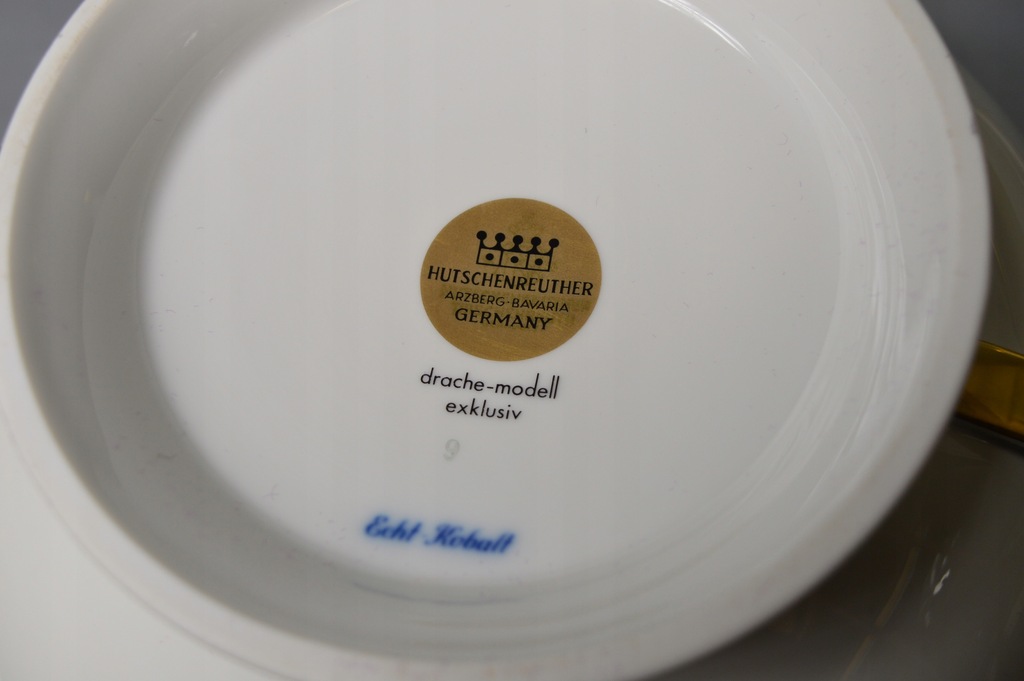 HUTSCHENREUTHER
ARZBERG-BAVARIA
GERMANY
drache-modell
exklusiv
9
Echt Kobalt